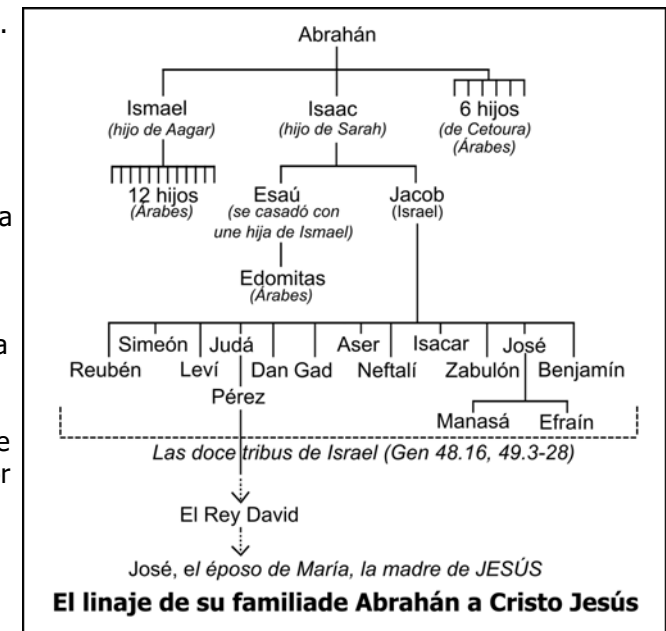 .
Abrahán
Ismael Isaac 6 hijos
(hijo de Aagar) (hijo de Sarah) (de Cetoura)
(Árabes)
12 hijos Esaú Jacob
(Árabes) (se casadó con (Israel)
une hija de Ismael)
a
Edomitas
(Árabes)
Simeón Judá Aser Isacar José
a
Reubén Leví Dan Gad Neftalí Zabulón Benjamín
Pérez
Manasá Efraín
e
Las doce tribus de Israel (Gen 48.16, 49.3-28)
r
El Rey David
José, el époso de María, la madre de JESÚS
El linaje de su familiade Abrahán a Cristo Jesús